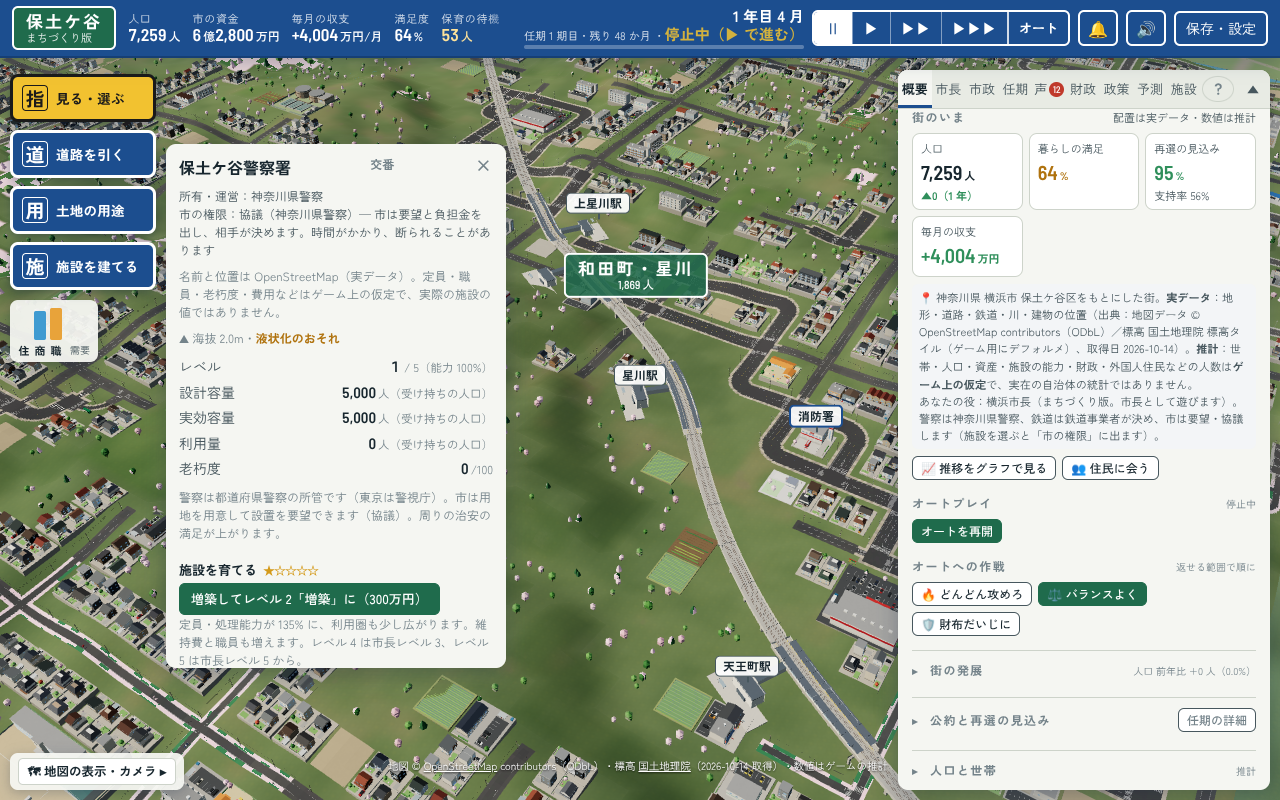 保土ケ谷
まちづくり版
人口
7,259人
市の資金
6億2,800万円
毎月の収支
+4,004万円/月
満足度
64%
保育の待機
53人
1年目4月
任期1期目・残り 48 か月 ・停止中（▶ で進む）
オート
保存・設定
指 見る・選ぶ
道 道路を引く
用 土地の用途
施 施設を建てる
住 商 職 需要
保土ケ谷警察署
交番
所有・運営：神奈川県警察
市の権限：協議（神奈川県警察）— 市は要望と負担金を
出し、相手が決めます。時間がかかり、断られることがあ
ります
名前と位置は OpenStreetMap（実データ）。定員・職
員・老朽度・費用などはゲーム上の仮定で、実際の施設の
値ではありません。
▲ 海抜 2.0m・液状化のおそれ
レベル 1 / 5（能力 100%）
設計容量 5,000人（受け持ちの人口）
実効容量 5,000人（受け持ちの人口）
利用量 0人（受け持ちの人口）
老朽度 0/100
警察は都道府県警察の所管です（東京は警視庁）。市は用
地を用意して設置を要望できます（協議）。周りの治安の
満足が上がります。
施設を育てる ★☆☆☆☆
増築してレベル 2「増築」に（300万円）
定員・処理能力が 135% に、利用圏も少し広がります。維
持費と職員も増えます。レベル 4 は市長レベル 3、レベル
5 は市長レベル 5 から。
上星川駅
和田町・星川
1,869 人
星川駅
消防署
天王町駅
🗺 地図の表示・カメラ ▸
地図 © OpenStreetMap contributors（ODbL）・標高 国土地理院（2026-10-14 取得）・数値はゲームの推計
概要 市長 市政 任期 声 12 財政 政策 予測 施設 ? ▲
街のいま
配置は実データ・数値は推計
人口
7,259人
▲0（1年）
暮らしの満足
64%
再選の見込み
95%
支持率 56%
毎月の収支
+4,004万円
📍 神奈川県 横浜市 保土ケ谷区をもとにした街。実データ：地
形・道路・鉄道・川・建物の位置（出典：地図データ ©
OpenStreetMap contributors（ODbL）／標高 国土地理院 標高タ
イル（ゲーム用にデフォルメ）、取得日 2026-10-14）。推計：世
帯・人口・資産・施設の能力・財政・外国人住民などの人数はゲ
ーム上の仮定で、実在の自治体の統計ではありません。
あなたの役：横浜市長（まちづくり版。市長として遊びます）。
警察は神奈川県警察、鉄道は鉄道事業者が決め、市は要望・協議
します（施設を選ぶと「市の権限」に出ます）。
📈 推移をグラフで見る
👥 住民に会う
オートプレイ
停止中
オートを再開
オートへの作戦
返せる範囲で順に
🔥 どんどん攻めろ
⚖️ バランスよく
🛡️ 財布だいじに
▸ 街の発展
人口 前年比 +0 人（0.0%）
▸ 公約と再選の見込み
任期の詳細
▸ 人口と世帯
推計